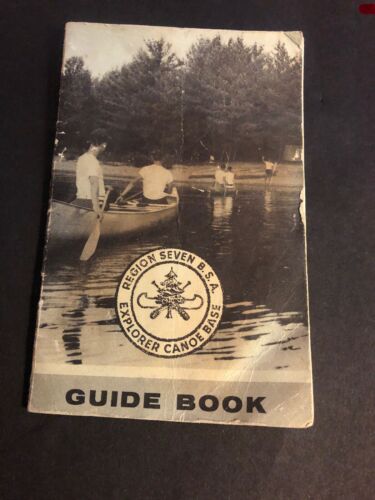 REGION SEVEN B.S.A.
EXPLORER CANOE BASE
GUIDE BOOK